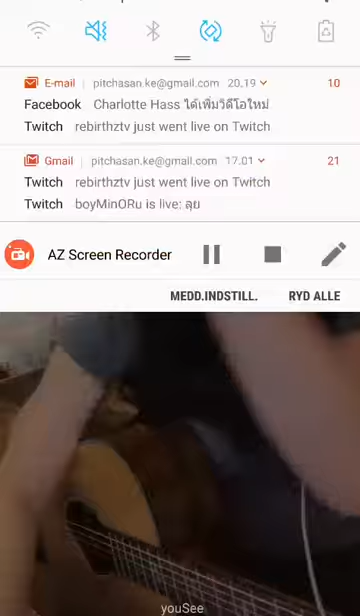 E-mail | pitchasan.ke@gmail.com 20.19 10
Facebook Charlotte Hass ได้เพิ่มวิดีโอใหม่
Twitch rebirthztv just went live on Twitch
Gmail | pitchasan.ke@gmail.com 17.01 21
Twitch rebirthztv just went live on Twitch
Twitch boyMinORu is live: ลุย
AZ Screen Recorder
MEDD.INDSTILL. RYD ALLE
youSee